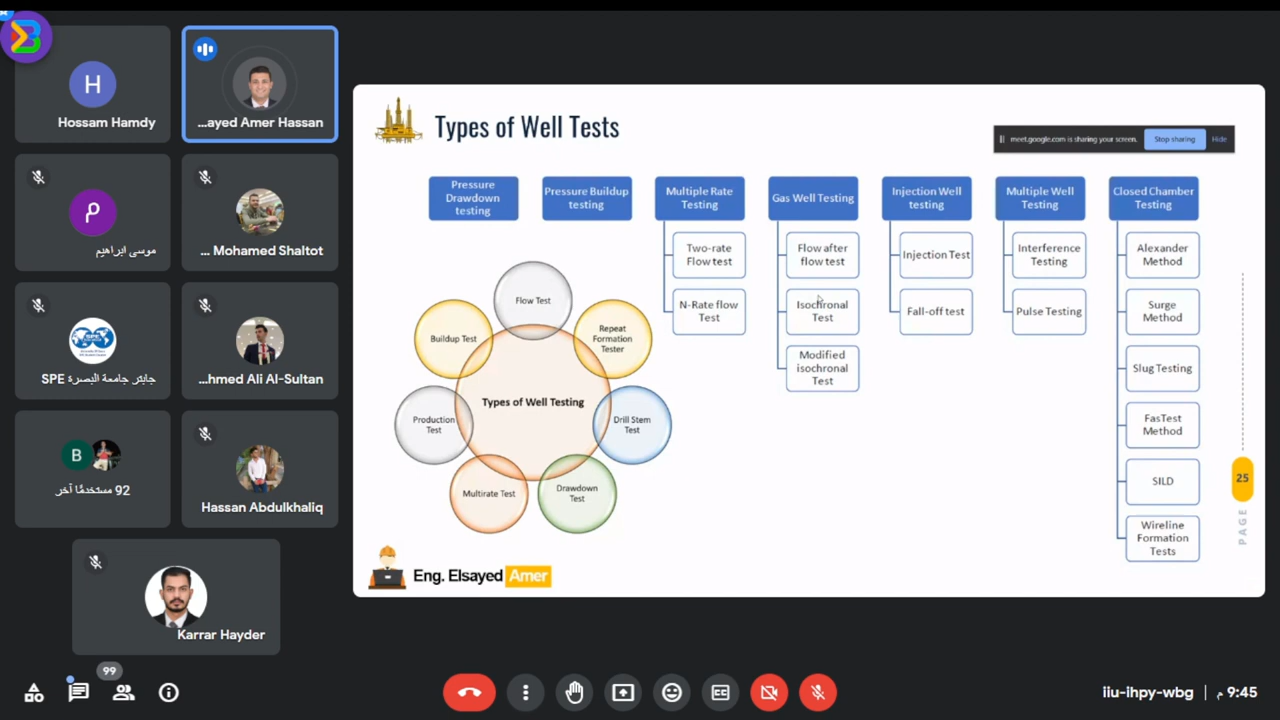 H
Hossam Hamdy
...ayed Amer Hassan
م
موسى ابراهيم
... Mohamed Shaltot
SPE جابتر جامعة البصرة
...hmed Ali Al-Sultan
B
92 مستخدمًا آخر
Hassan Abdulkhaliq
Karrar Hayder
Types of Well Tests
meet.google.com is sharing your screen.
Stop sharing
Hide
Pressure
Drawdown
testing
Pressure Buildup
testing
Multiple Rate
Testing
Two-rate
Flow test
N-Rate flow
Test
Gas Well Testing
Flow after
flow test
Isochronal
Test
Modified
isochronal
Test
Injection Well
testing
Injection Test
Fall-off test
Multiple Well
Testing
Interference
Testing
Pulse Testing
Closed Chamber
Testing
Alexander
Method
Surge
Method
Slug Testing
FasTest
Method
SILD
Wireline
Formation
Tests
Flow Test
Repeat
Formation
Tester
Drill Stem
Test
Drawdown
Test
Multirate Test
Production
Test
Buildup Test
Types of Well Testing
25
PAGE
Eng. Elsayed Amer
99
iiu-ihpy-wbg | م 9:45